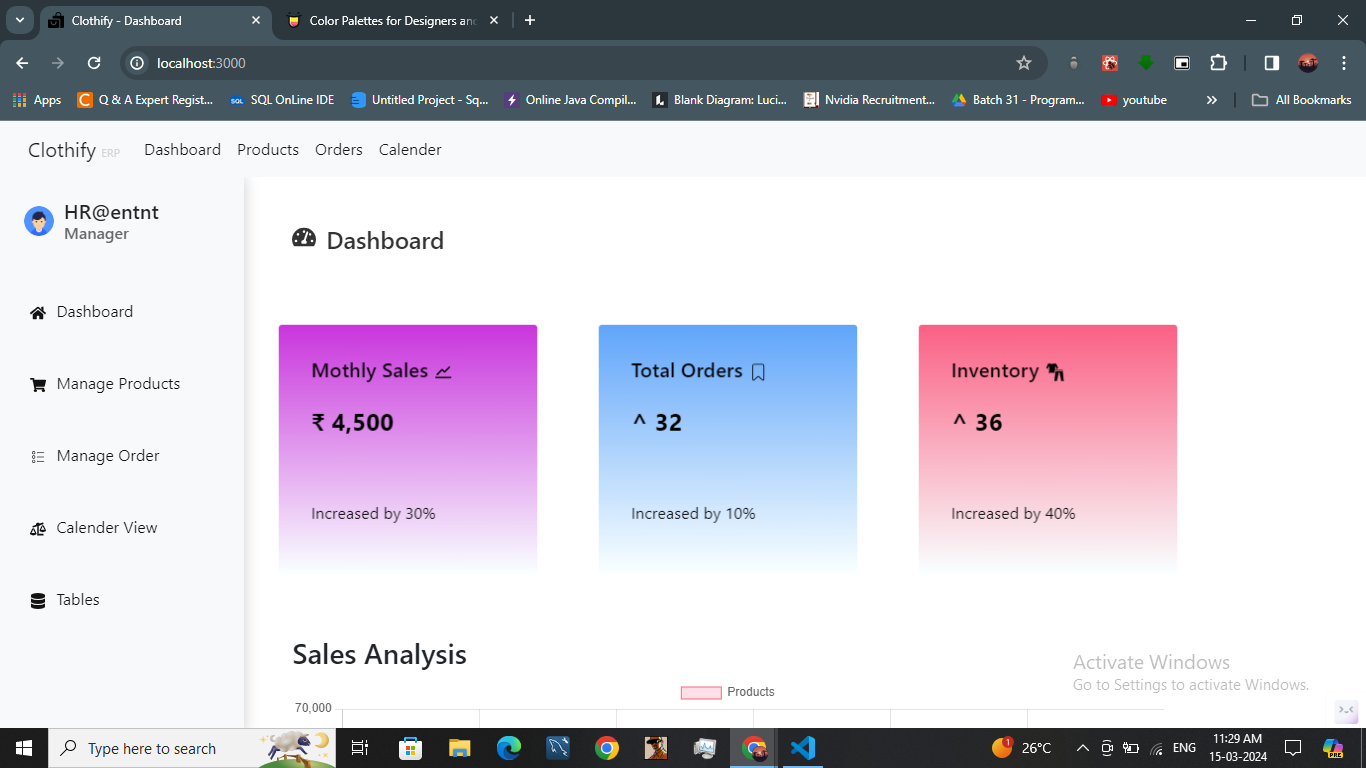 Clothify - Dashboard
Color Palettes for Designers and
localhost:3000
Apps
Q & A Expert Regist...
SQL OnLine IDE
Untitled Project - Sq...
Online Java Compil...
Blank Diagram: Luci...
Nvidia Recruitment...
Batch 31 - Program...
youtube
All Bookmarks
Clothify ERP
Dashboard
Products
Orders
Calender
HR@entnt
Manager
Dashboard
Manage Products
Manage Order
Calender View
Tables
Dashboard
Mothly Sales
₹ 4,500
Increased by 30%
Total Orders
^ 32
Increased by 10%
Inventory
^ 36
Increased by 40%
Sales Analysis
Products
70,000
Activate Windows
Go to Settings to activate Windows.
Type here to search
26°C
ENG
11:29 AM
15-03-2024